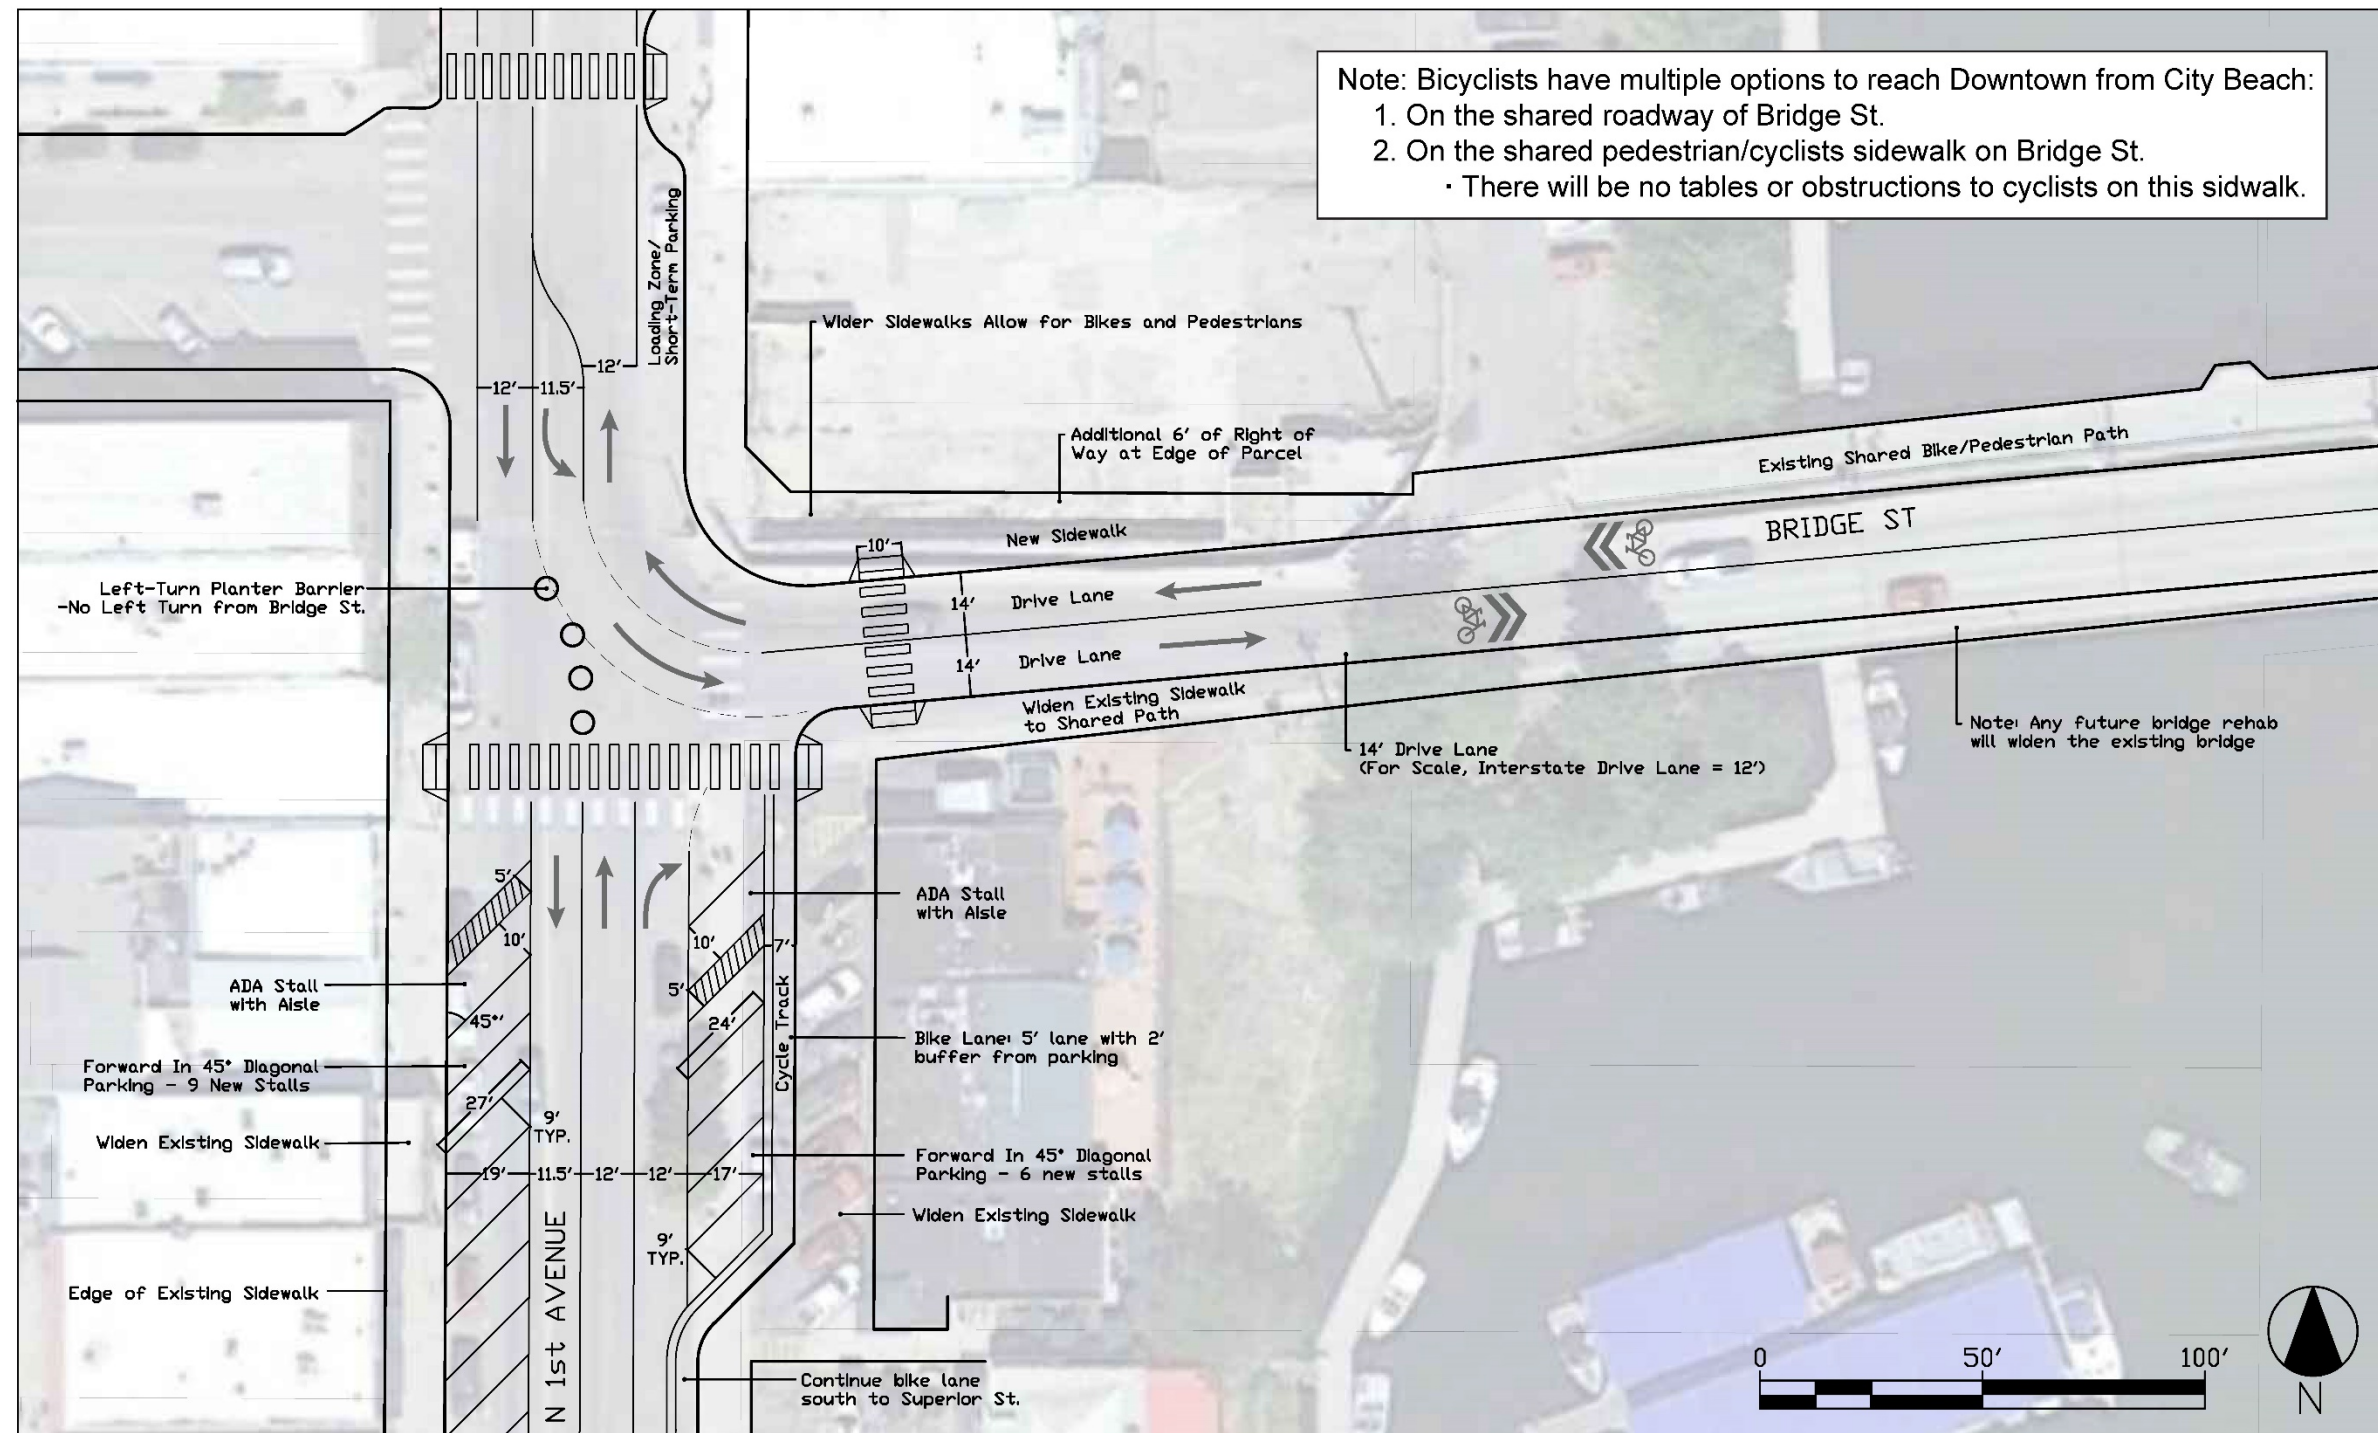 Note: Bicyclists have multiple options to reach Downtown from City Beach:
1. On the shared roadway of Bridge St.
2. On the shared pedestrian/cyclists sidewalk on Bridge St.
· There will be no tables or obstructions to cyclists on this sidwalk.
Loading Zone/
Short-Term Parking
Wider Sidewalks Allow for Bikes and Pedestrians
12'
12'
11.5'
Additional 6' of Right of
Way at Edge of Parcel
Existing Shared Bike/Pedestrian Path
BRIDGE ST
New Sidewalk
10'
Left-Turn Planter Barrier
-No Left Turn from Bridge St.
14'
Drive Lane
14'
Drive Lane
Widen Existing Sidewalk
to Shared Path
14' Drive Lane
(For Scale, Interstate Drive Lane = 12')
Note: Any future bridge rehab
will widen the existing bridge
5'
10'
ADA Stall
with Aisle
10'
7'
5'
ADA Stall
with Aisle
45°'
24'
Cycle Track
Bike Lane: 5' lane with 2'
buffer from parking
Forward In 45° Diagonal
Parking - 9 New Stalls
27'
9'
TYP.
Widen Existing Sidewalk
19'
11.5'
12'
12'
17'
Forward In 45° Diagonal
Parking - 6 new stalls
Widen Existing Sidewalk
9'
TYP.
Edge of Existing Sidewalk
N 1st AVENUE
Continue bike lane
south to Superior St.
0 50' 100'
N